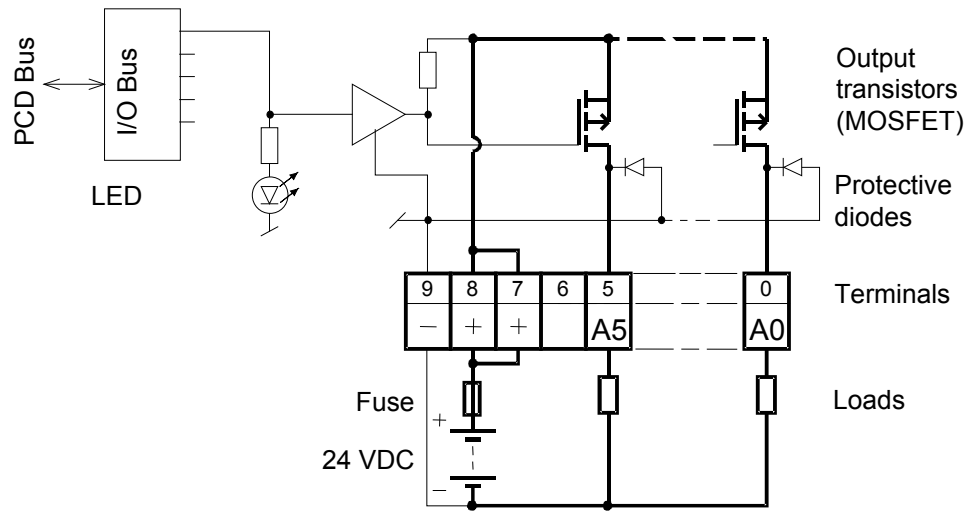 PCD Bus
I/O Bus
LED
Output
transistors
(MOSFET)
Protective
diodes
9 8 7 6 5 0
– + + A5 A0
Terminals
Fuse
Loads
+
24 VDC
–